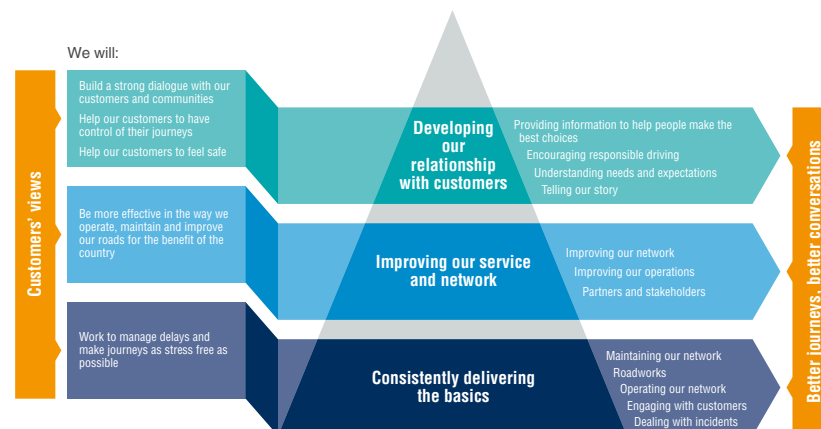 We will:
Customers' views
Build a strong dialogue with our
customers and communities
Help our customers to have
control of their journeys
Help our customers to feel safe
Developing
our
relationship
with customers
Providing information to help people make the
best choices
Encouraging responsible driving
Understanding needs and expectations
Telling our story
Be more effective in the way we
operate, maintain and improve
our roads for the benefit of the
country
Improving our service
and network
Improving our network
Improving our operations
Partners and stakeholders
Work to manage delays and
make journeys as stress free as
possible
Consistently delivering
the basics
Maintaining our network
Roadworks
Operating our network
Engaging with customers
Dealing with incidents
Better journeys, better conversations